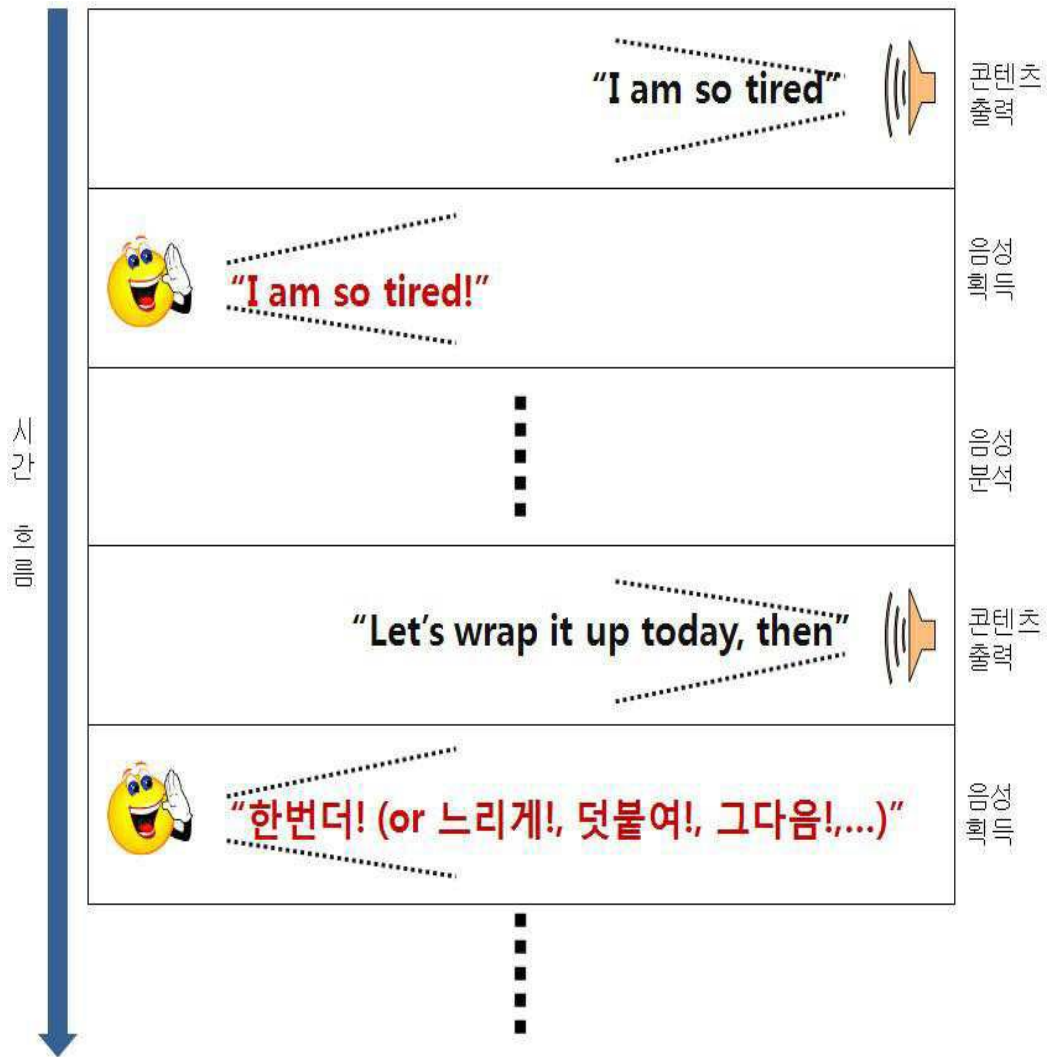 “I am so tired”
콘텐츠
출력
“I am so tired!”
음성
획득
음성
분석
시간 흐름
“Let’s wrap it up today, then”
콘텐츠
출력
“한번더! (or 느리게!, 덧붙여!, 그다음!,...)”
음성
획득